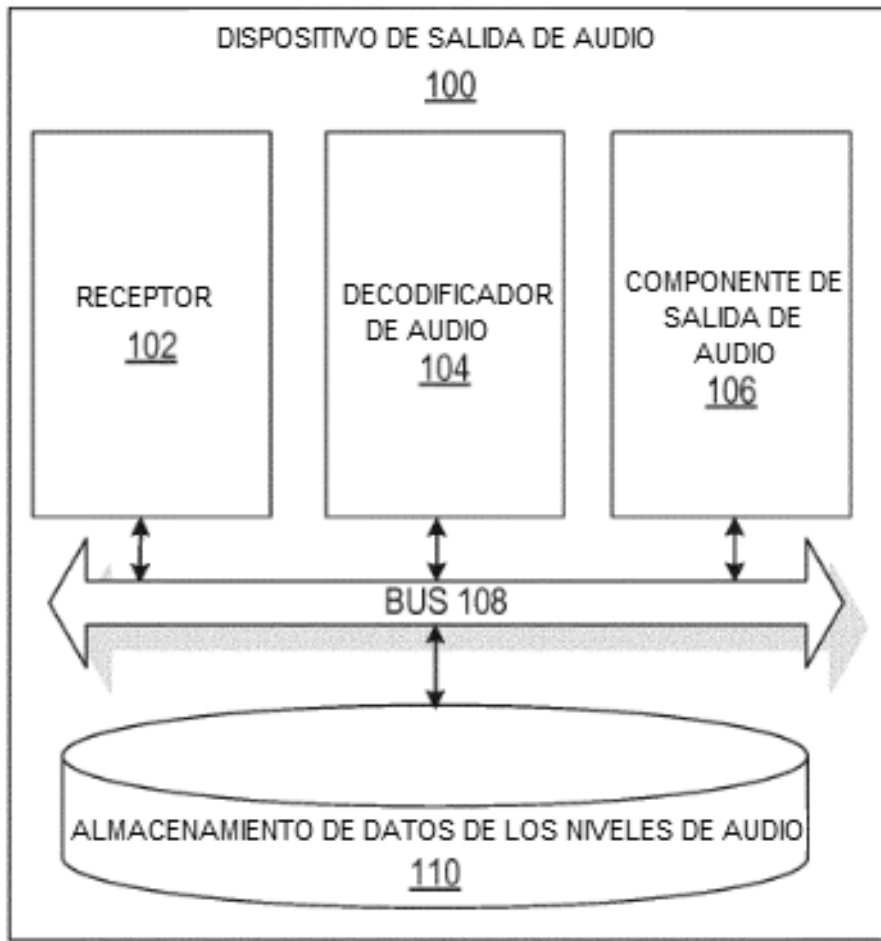 DISPOSITIVO DE SALIDA DE AUDIO
100
RECEPTOR
102
DECODIFICADOR
DE AUDIO
104
COMPONENTE DE
SALIDA DE
AUDIO
106
BUS 108
ALMACENAMIENTO DE DATOS DE LOS NIVELES DE AUDIO
110